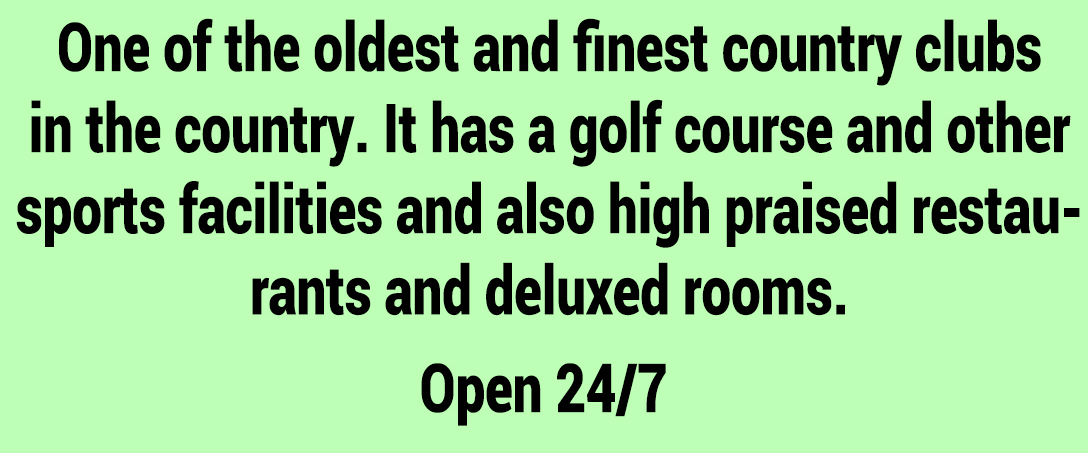 One of the oldest and finest country clubs
in the country. It has a golf course and other
sports facilities and also high praised restau-
rants and deluxed rooms.
Open 24/7